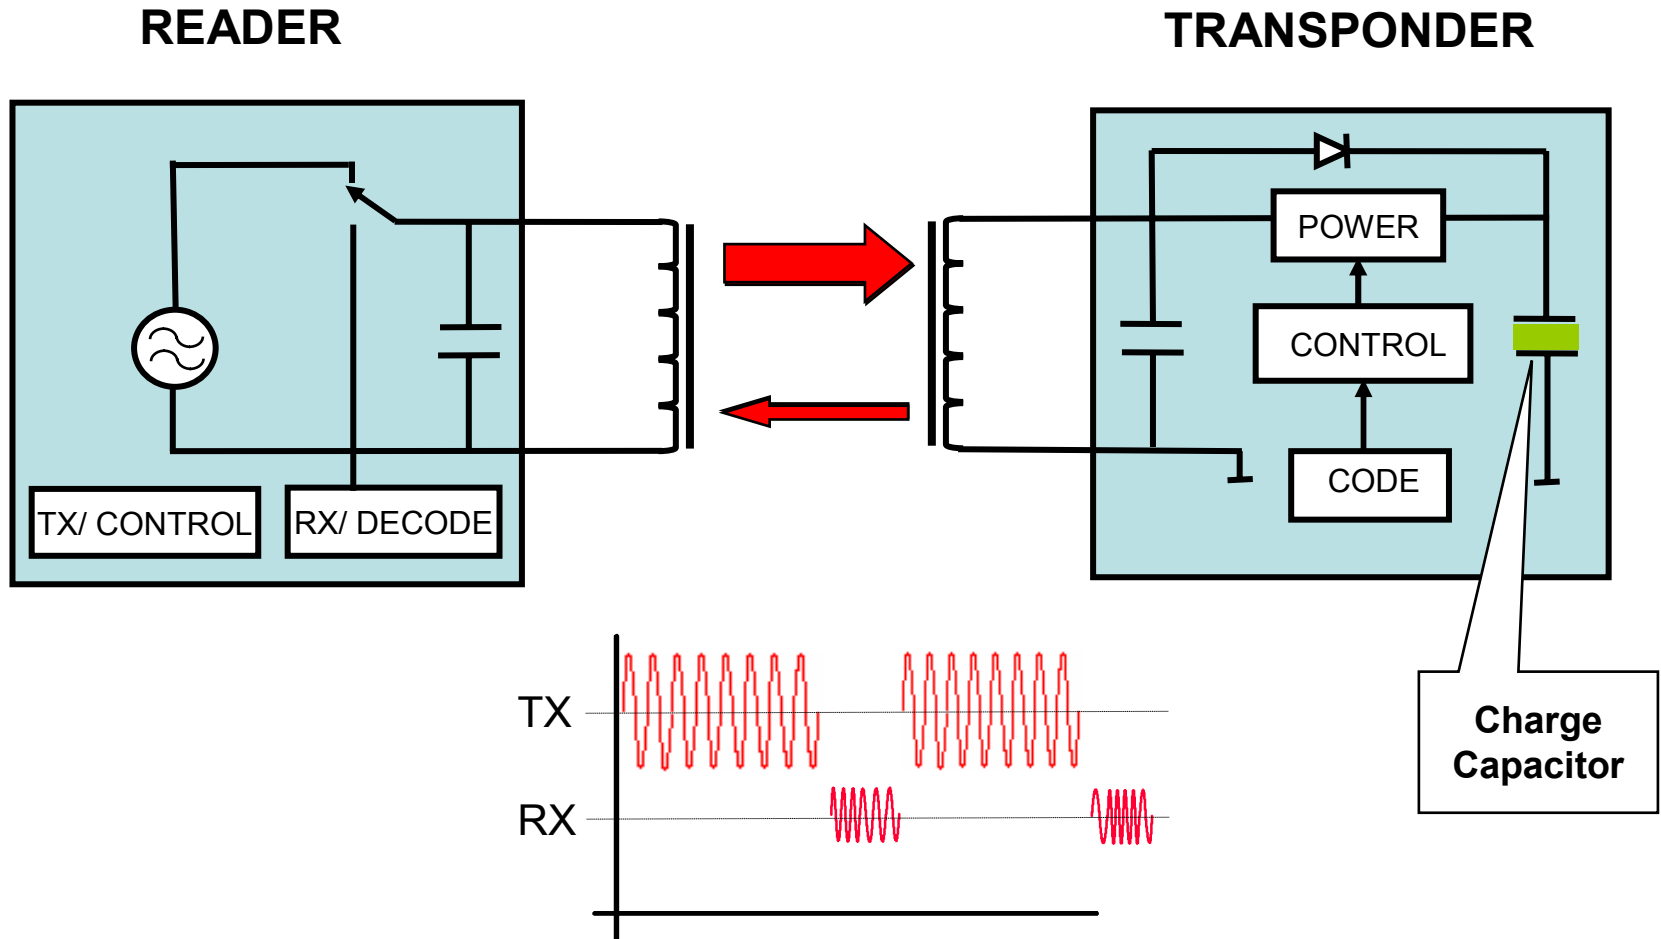 READER
TRANSPONDER
POWER
CONTROL
CODE
TX/ CONTROL
RX/ DECODE
TX
RX
Charge
Capacitor